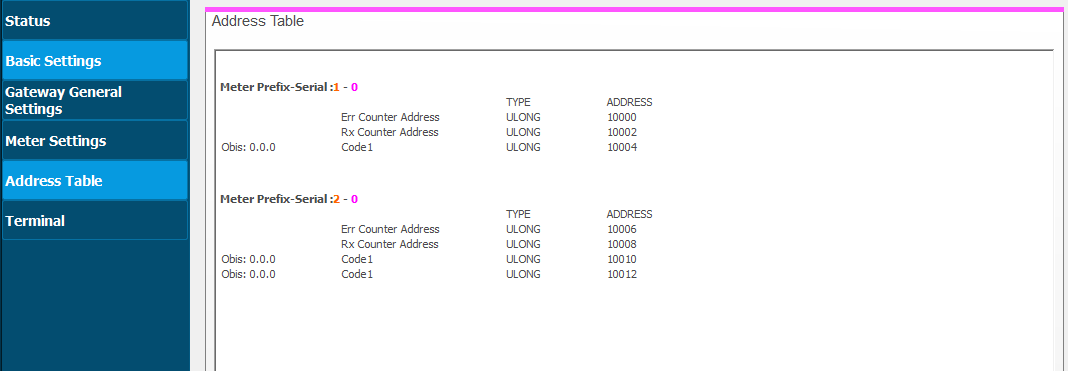 Status
Basic Settings
Gateway General
Settings
Meter Settings
Address Table
Terminal
Address Table
Meter Prefix-Serial :1 - 0
TYPE ADDRESS
Err Counter Address ULONG 10000
Rx Counter Address ULONG 10002
Obis: 0.0.0 Code1 ULONG 10004
Meter Prefix-Serial :2 - 0
TYPE ADDRESS
Err Counter Address ULONG 10006
Rx Counter Address ULONG 10008
Obis: 0.0.0 Code1 ULONG 10010
Obis: 0.0.0 Code1 ULONG 10012